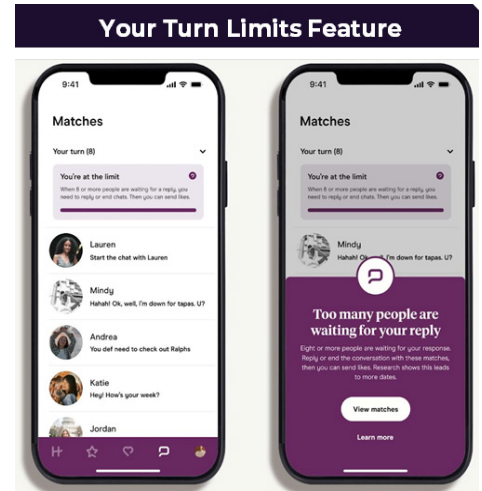 Your Turn Limits Feature
9:41
Matches
Your turn (8)
You're at the limit
When 8 or more people are waiting for a reply, you
need to reply or end chats. Then you can send likes.
Lauren
Start the chat with Lauren
Mindy
Hahah! Ok, well, I'm down for tapas. U?
Andrea
You def need to check out Ralphs
Katie
Hey! How's your week?
Jordan
9:41
Matches
Your turn (8)
You're at the limit
When 8 or more people are waiting for a reply, you
need to reply or end chats. Then you can send likes.
Mindy
Hahah! Ok, I'm down for tapas. U?
Too many people are
waiting for your reply
Eight or more people are waiting for your response.
Reply or end the conversation with these matches,
then you can send likes. Research shows this leads
to more dates.
View matches
Learn more